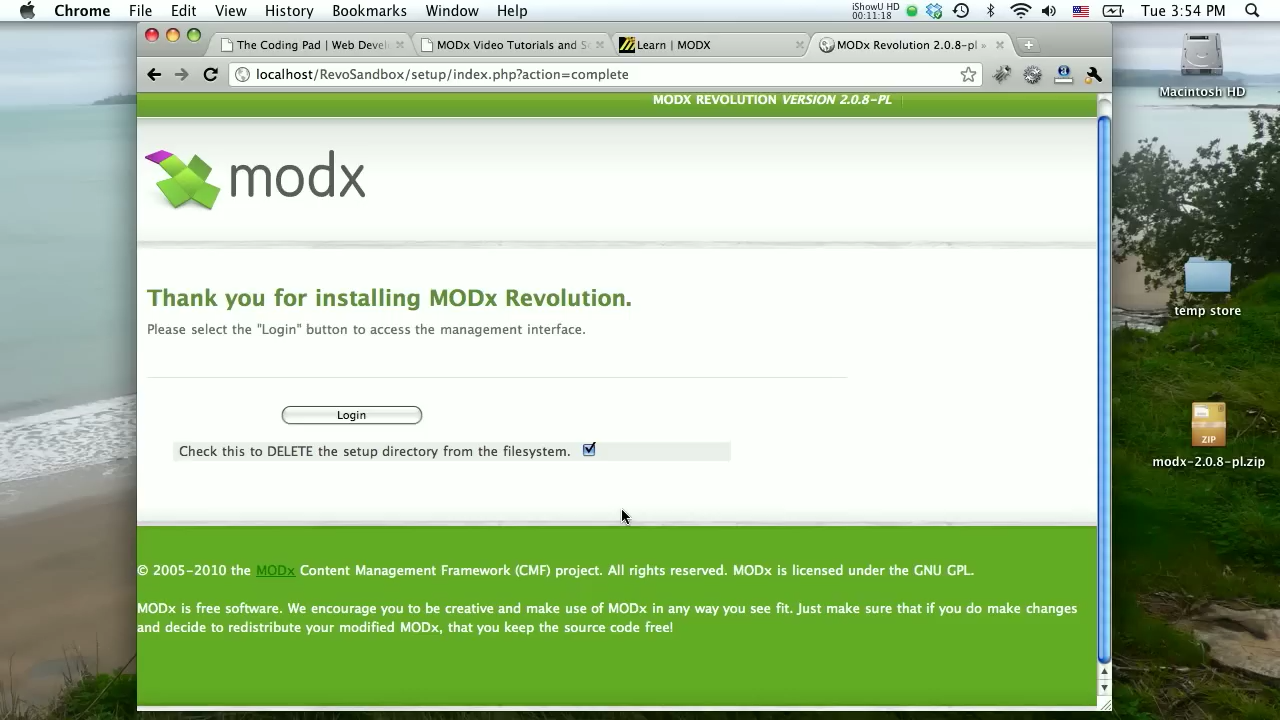 Chrome File Edit View History Bookmarks Window Help
iShowU HD
00:11:18
Tue 3:54 PM
The Coding Pad | Web Devel
MODx Video Tutorials and Sc
Learn | MODX
MODx Revolution 2.0.8-pl »
localhost/RevoSandbox/setup/index.php?action=complete
a
Macintosh HD
MODX REVOLUTION VERSION 2.0.8-PL
modx
Thank you for installing MODx Revolution.
Please select the "Login" button to access the management interface.
temp store
Login
Check this to DELETE the setup directory from the filesystem.
ZIP
modx-2.0.8-pl.zip
© 2005-2010 the MODx Content Management Framework (CMF) project. All rights reserved. MODx is licensed under the GNU GPL.
MODx is free software. We encourage you to be creative and make use of MODx in any way you see fit. Just make sure that if you do make changes
and decide to redistribute your modified MODx, that you keep the source code free!